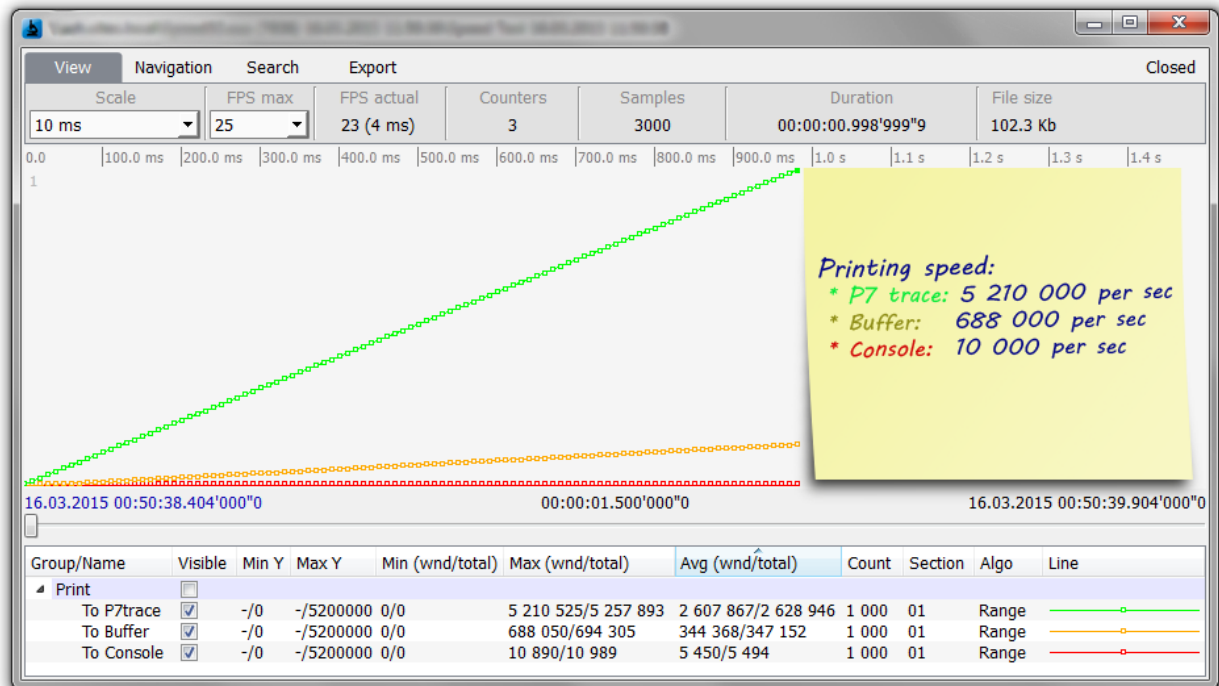 View Navigation Search Export Closed
Scale FPS max FPS actual Counters Samples Duration File size
10 ms 25 23 (4 ms) 3 3000 00:00:00.998'999"9 102.3 Kb
0.0 100.0 ms 200.0 ms 300.0 ms 400.0 ms 500.0 ms 600.0 ms 700.0 ms 800.0 ms 900.0 ms 1.0 s 1.1 s 1.2 s 1.3 s 1.4 s
1
Printing speed:
* P7 trace: 5 210 000 per sec
* Buffer: 688 000 per sec
* Console: 10 000 per sec
16.03.2015 00:50:38.404'000"0 00:00:01.500'000"0 16.03.2015 00:50:39.904'000"0
Group/Name Visible Min Y Max Y Min (wnd/total) Max (wnd/total) Avg (wnd/total) Count Section Algo Line
Print
To P7trace -/0 -/5200000 0/0 5 210 525/5 257 893 2 607 867/2 628 946 1 000 01 Range
To Buffer -/0 -/5200000 0/0 688 050/694 305 344 368/347 152 1 000 01 Range
To Console -/0 -/5200000 0/0 10 890/10 989 5 450/5 494 1 000 01 Range